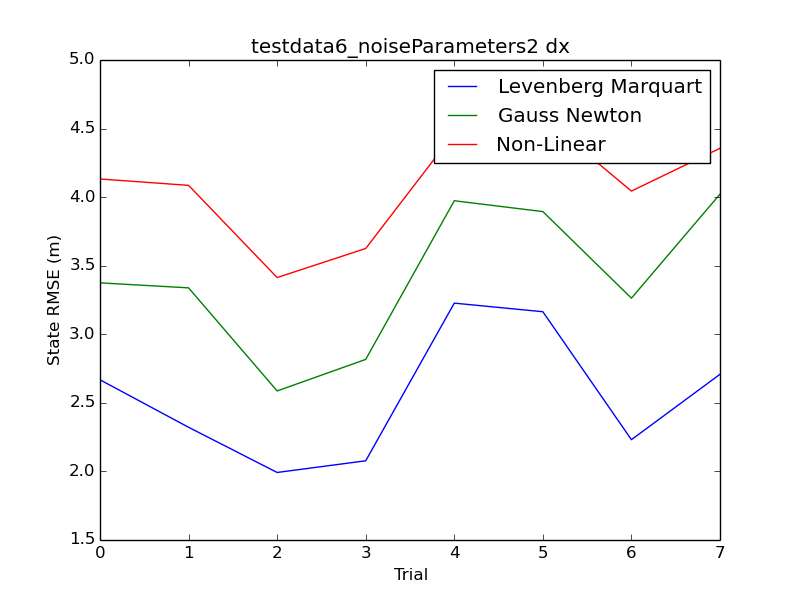 testdata6_noiseParameters2 dx
Levenberg Marquart
Gauss Newton
Non-Linear
State RMSE (m)
5.0
4.5
4.0
3.5
3.0
2.5
2.0
1.5
0 1 2 3 4 5 6 7
Trial